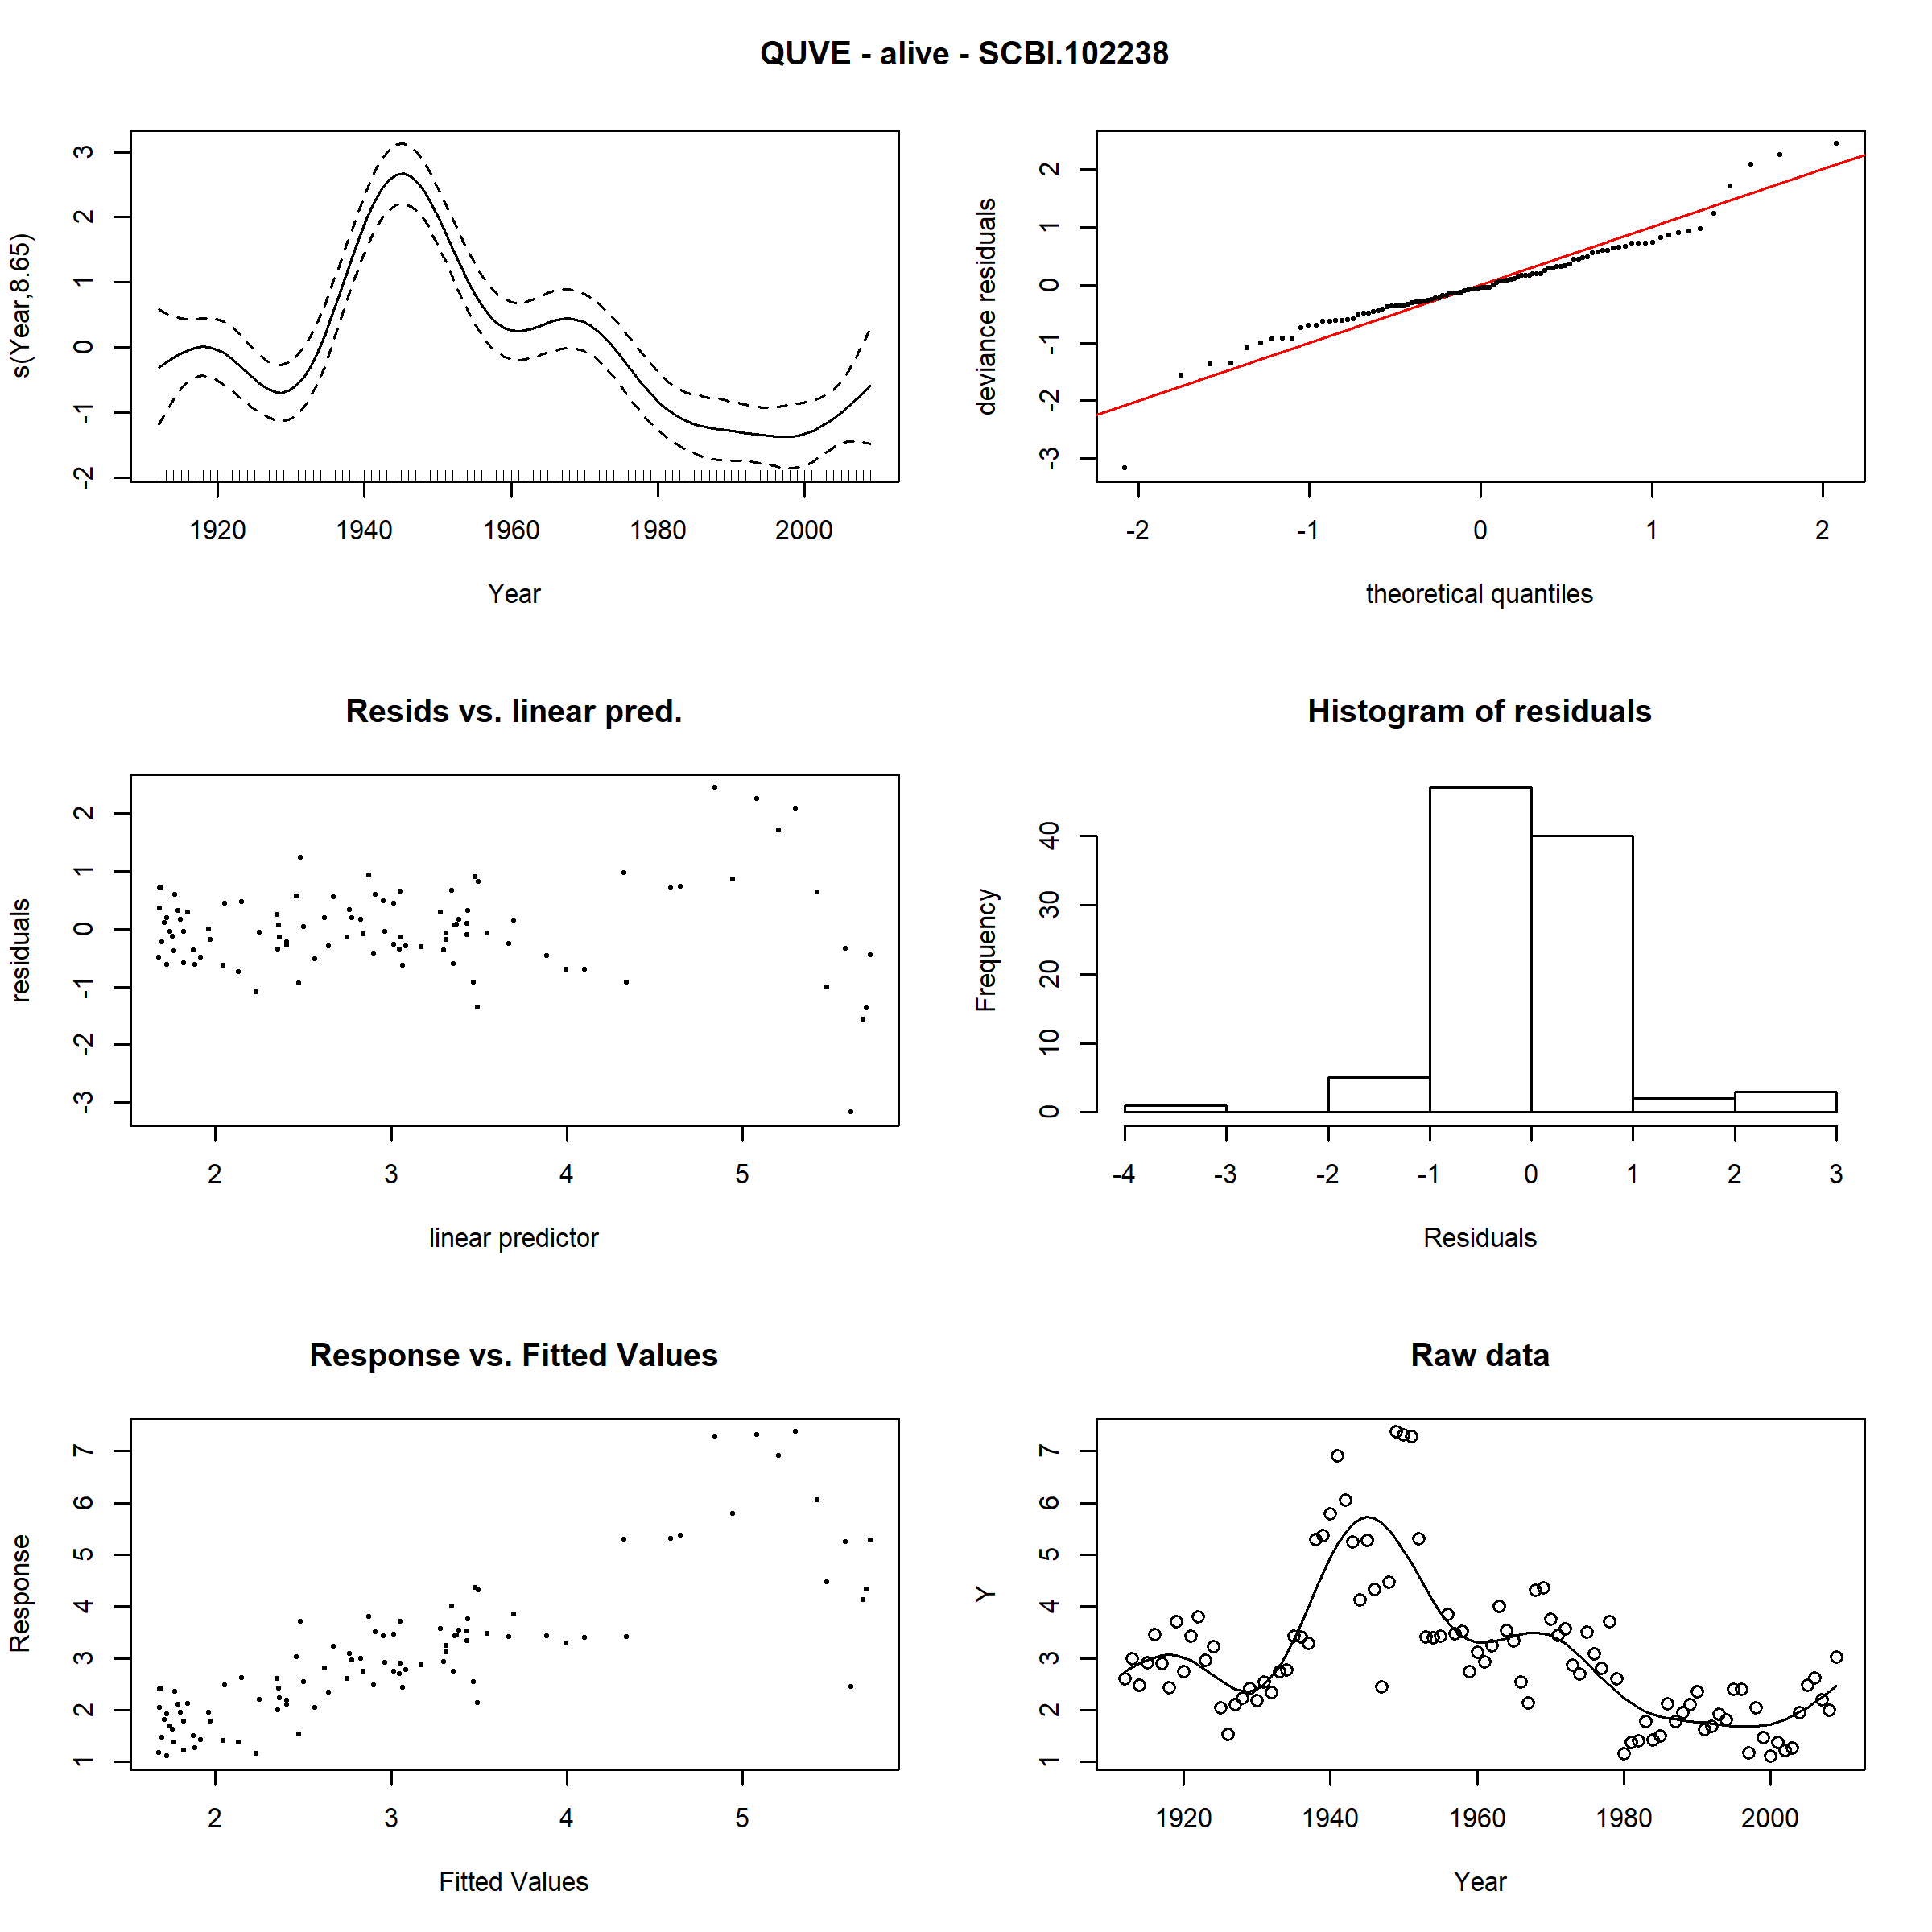 QUVE - alive - SCBI.102238
s(Year,8.65)
3
2
1
0
-1
-2
1920 1940 1960 1980 2000
Year
deviance residuals
2
1
0
-1
-2
-3
-2 -1 0 1 2
theoretical quantiles
Resids vs. linear pred.
residuals
2
1
0
-1
-2
-3
2 3 4 5
linear predictor
Histogram of residuals
Frequency
40
30
20
10
0
-4 -3 -2 -1 0 1 2 3
Residuals
Response vs. Fitted Values
Response
7
6
5
4
3
2
1
2 3 4 5
Fitted Values
Raw data
Y
7
6
5
4
3
2
1
1920 1940 1960 1980 2000
Year